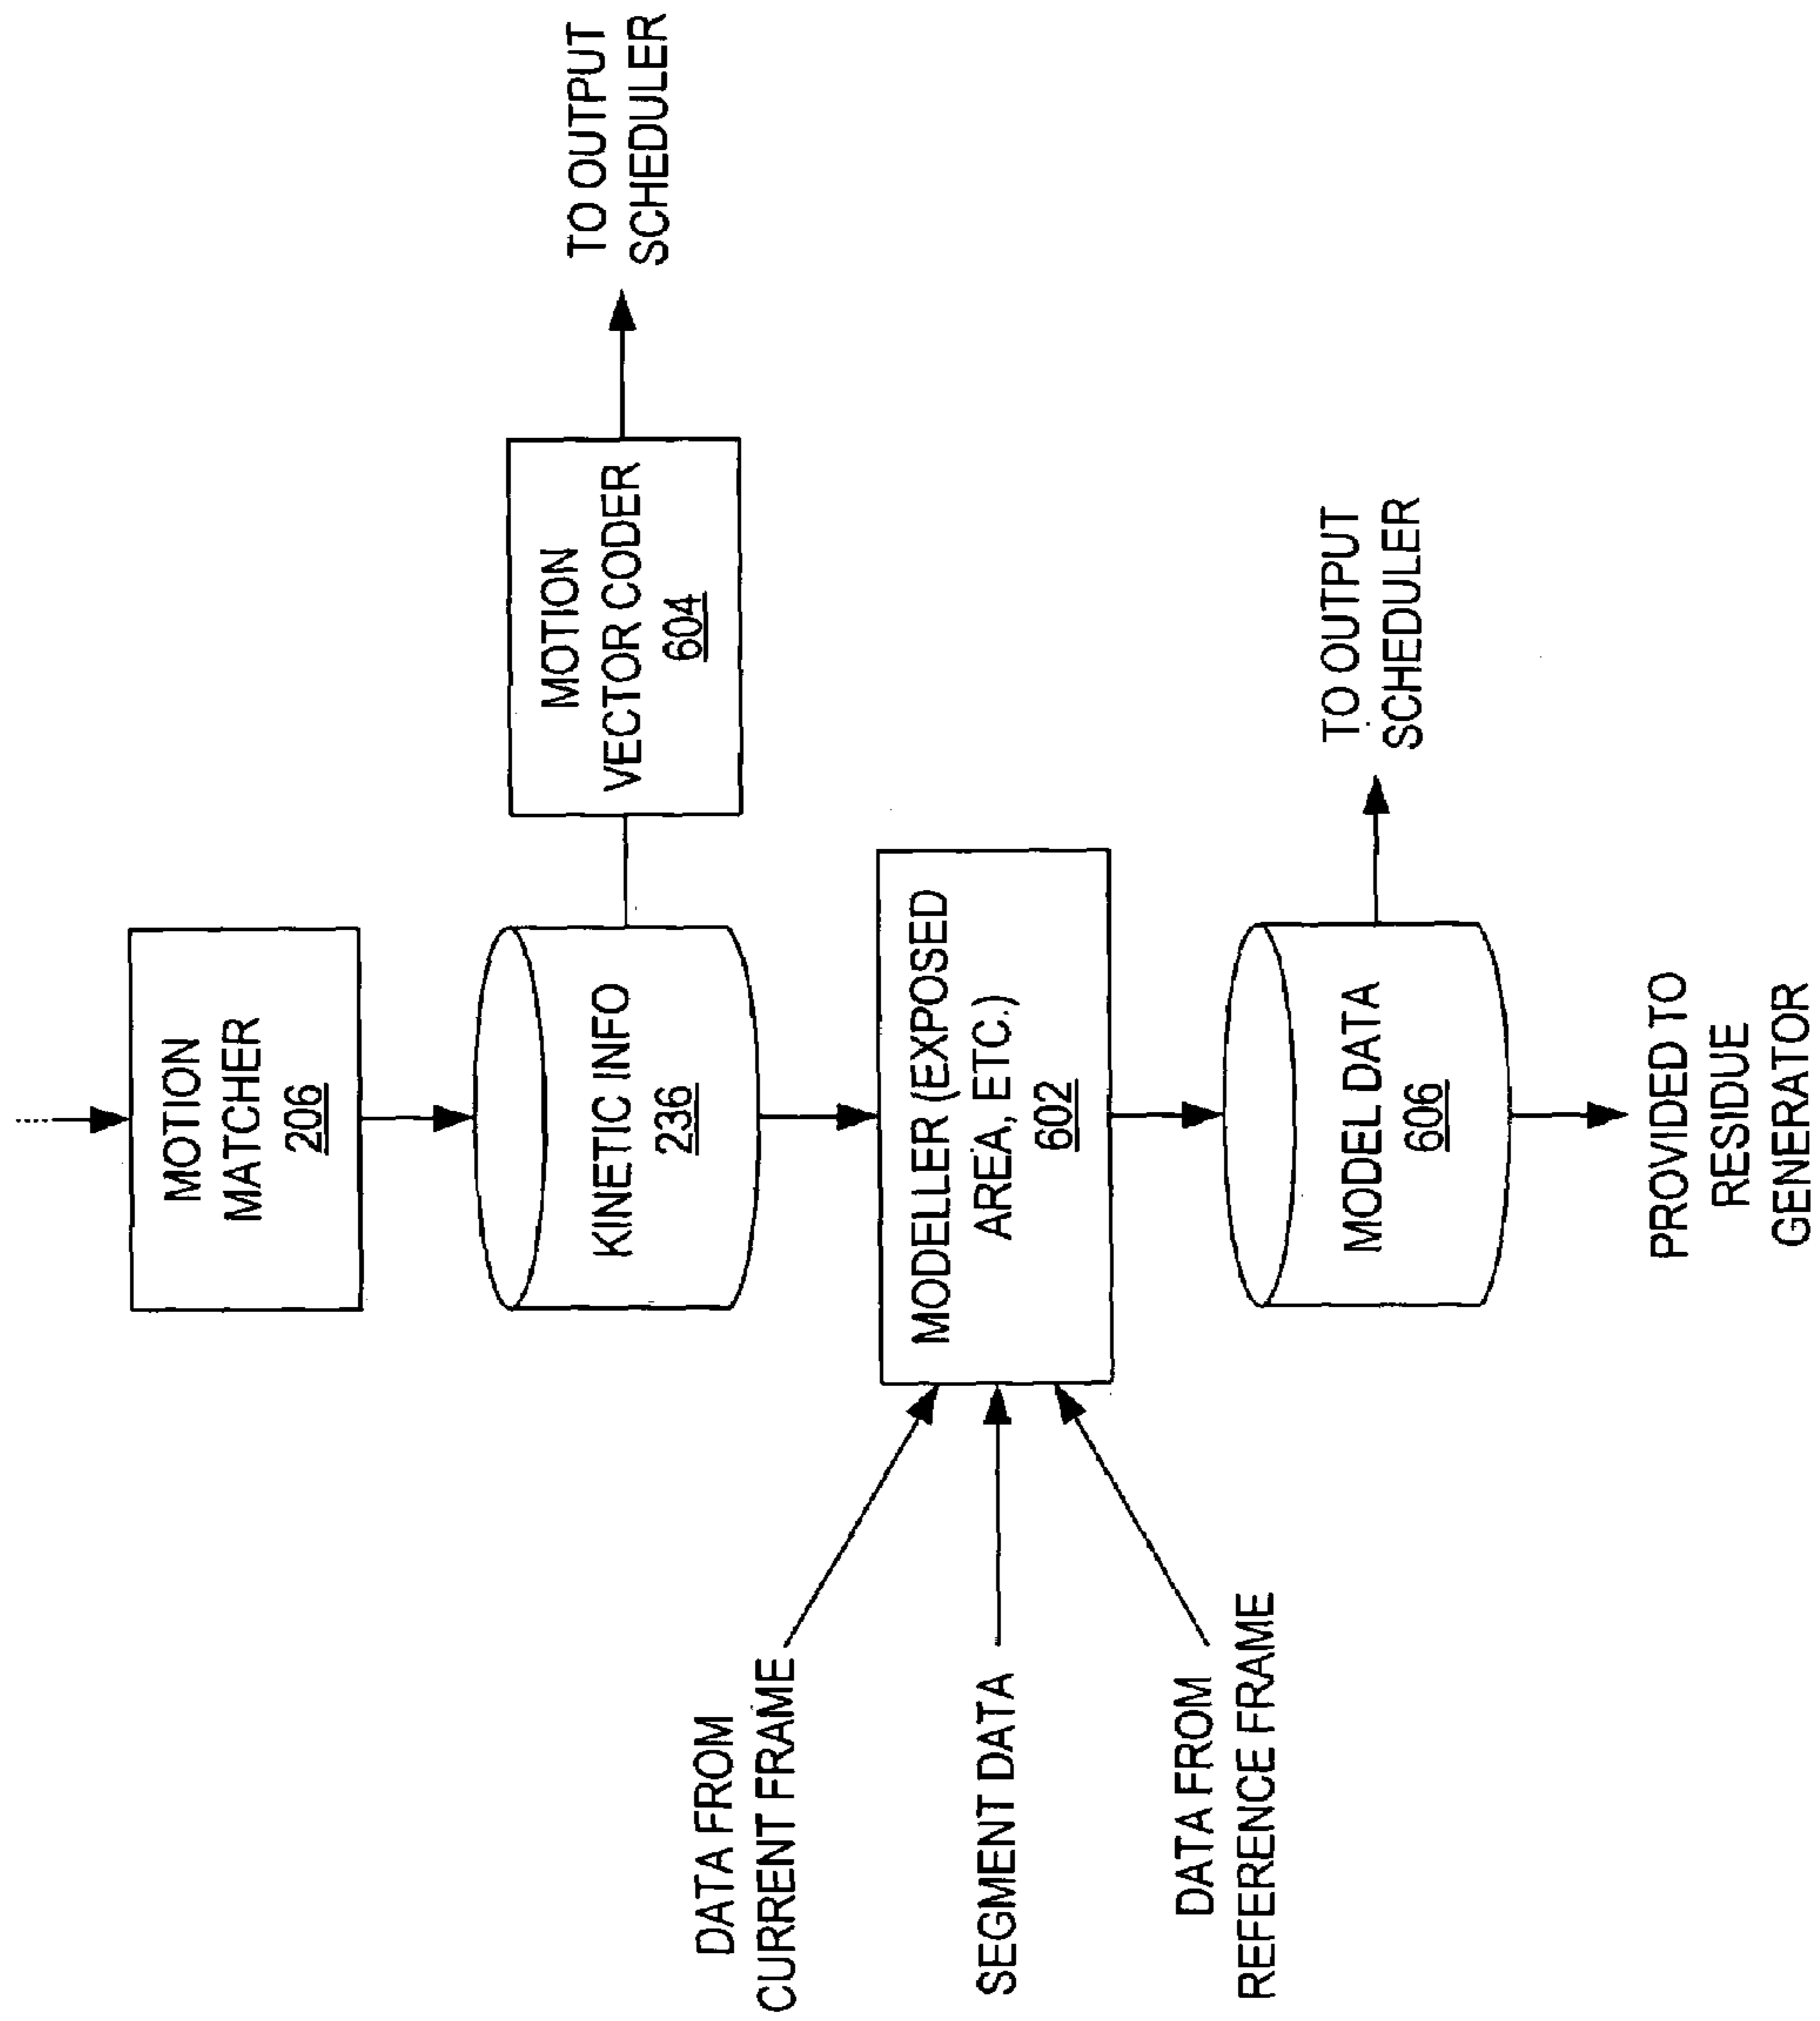 MOTION
MATCHER
206
KINETIC INFO
236
MOTION
VECTOR CODER
604
TO OUTPUT
SCHEDULER
DATA FROM
CURRENT FRAME
SEGMENT DATA
DATA FROM
REFERENCE FRAME
MODELLER (EXPOSED
AREA, ETC.)
602
MODEL DATA
606
TO OUTPUT
SCHEDULER
PROVIDED TO
RESIDUE
GENERATOR